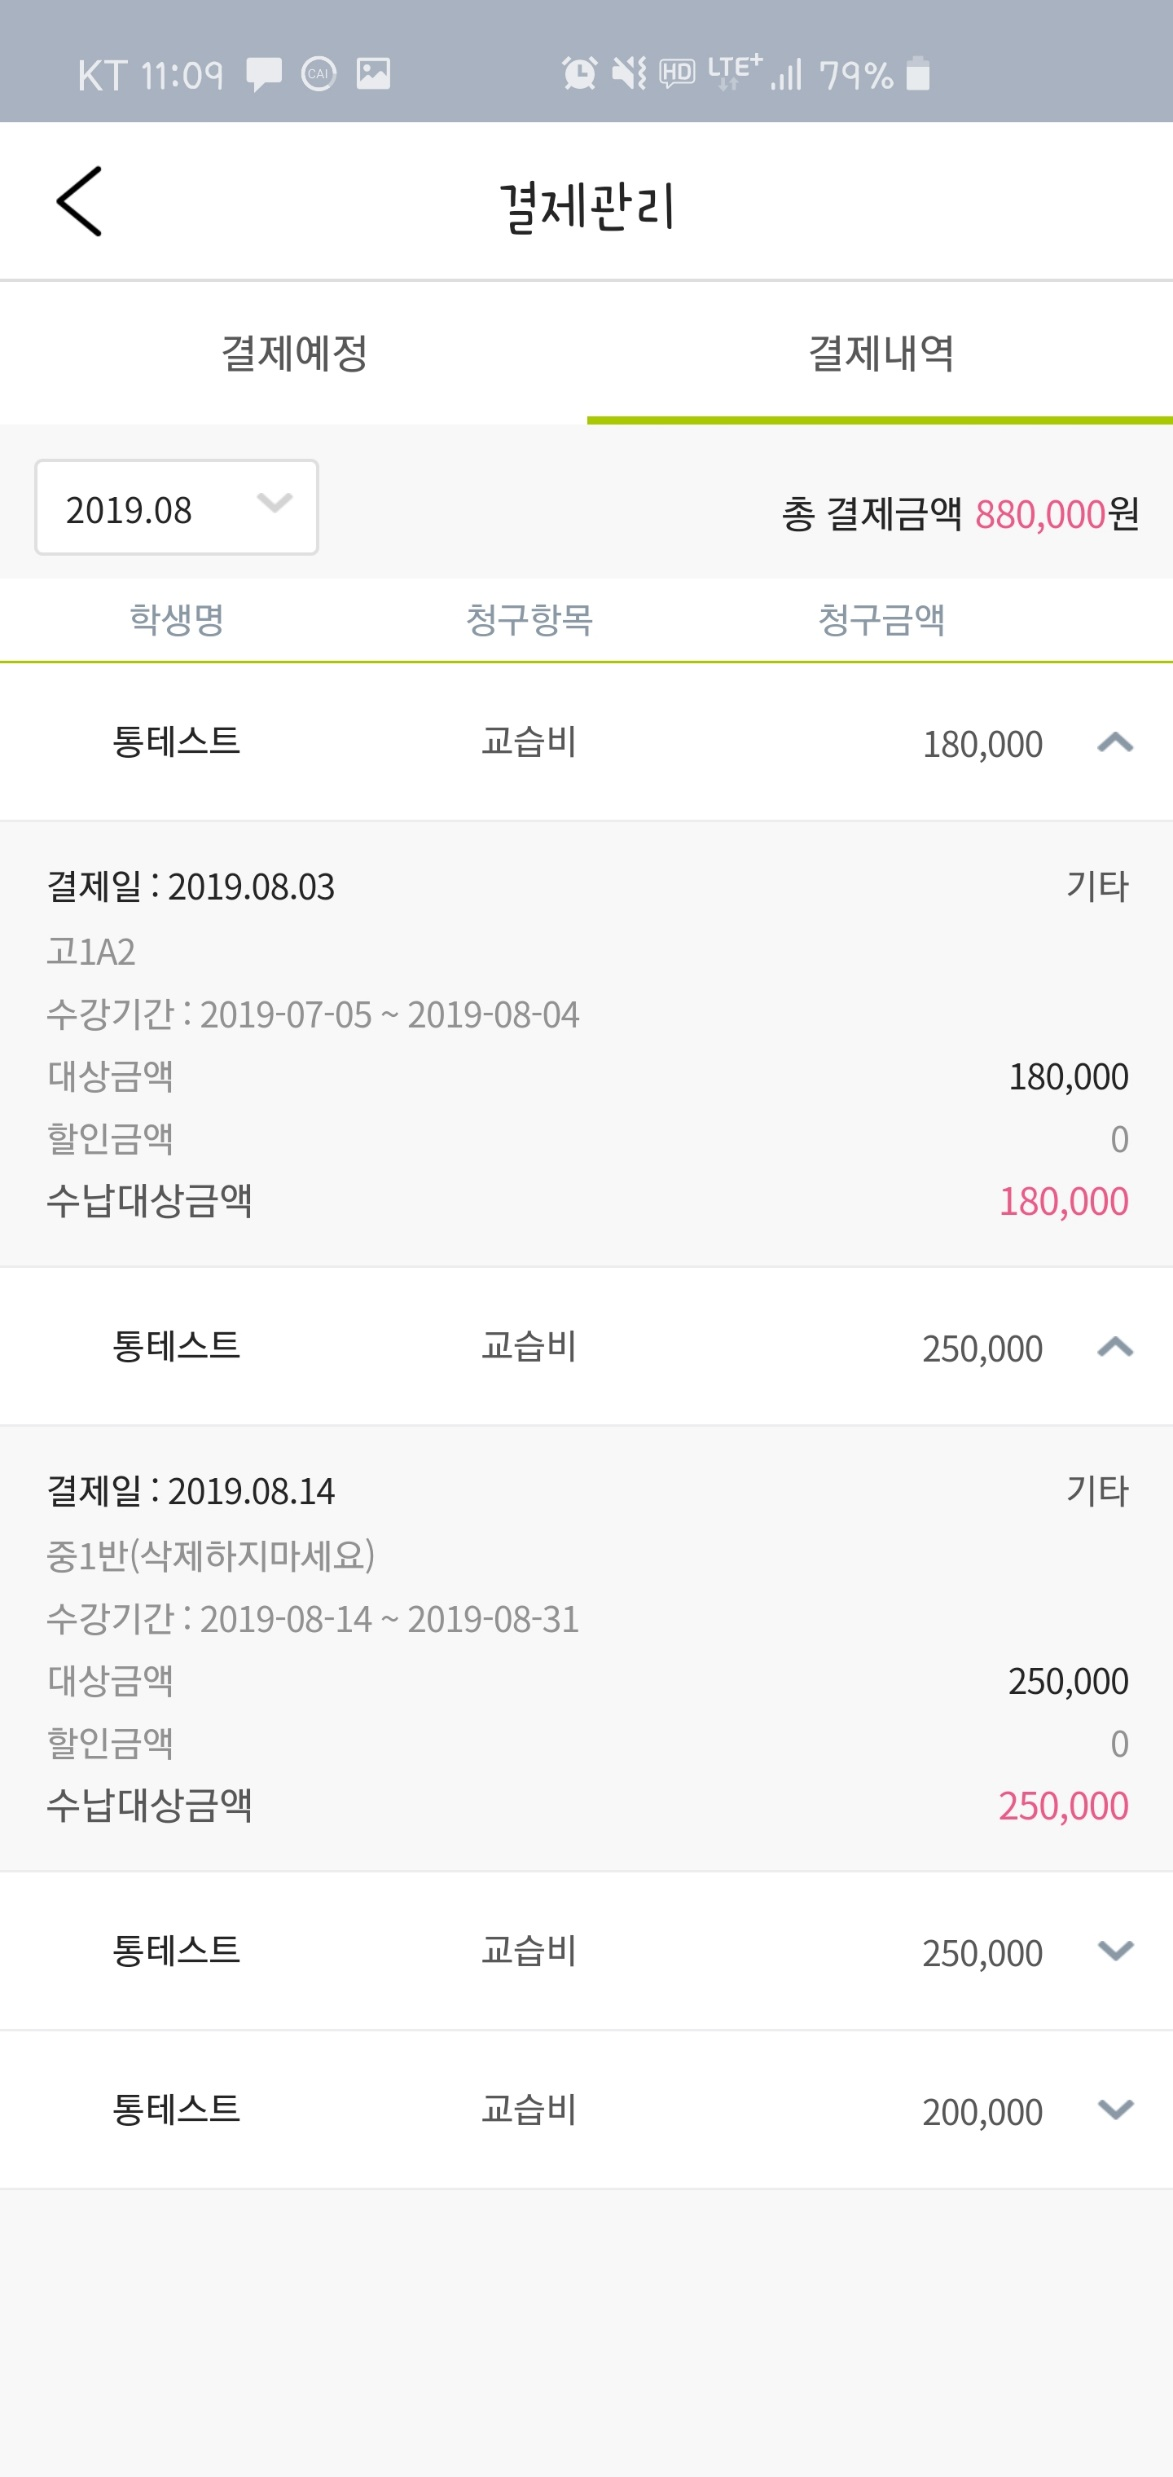 KT 11:09 CAI HD LTE+ 79%
결제관리
결제예정 결제내역
2019.08 총 결제금액 880,000원
학생명 청구항목 청구금액
통테스트 교습비 180,000
결제일 : 2019.08.03 기타
고1A2
수강기간 : 2019-07-05 ~ 2019-08-04
대상금액 180,000
할인금액 0
수납대상금액 180,000
통테스트 교습비 250,000
결제일 : 2019.08.14 기타
중1반(삭제하지마세요)
수강기간 : 2019-08-14 ~ 2019-08-31
대상금액 250,000
할인금액 0
수납대상금액 250,000
통테스트 교습비 250,000
통테스트 교습비 200,000